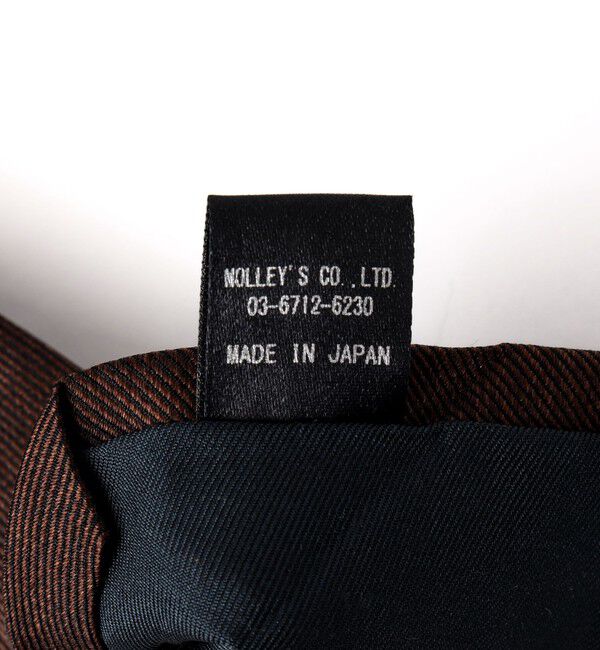 NOLLEY'S CO.,LTD.
03-6712-6230
MADE IN JAPAN